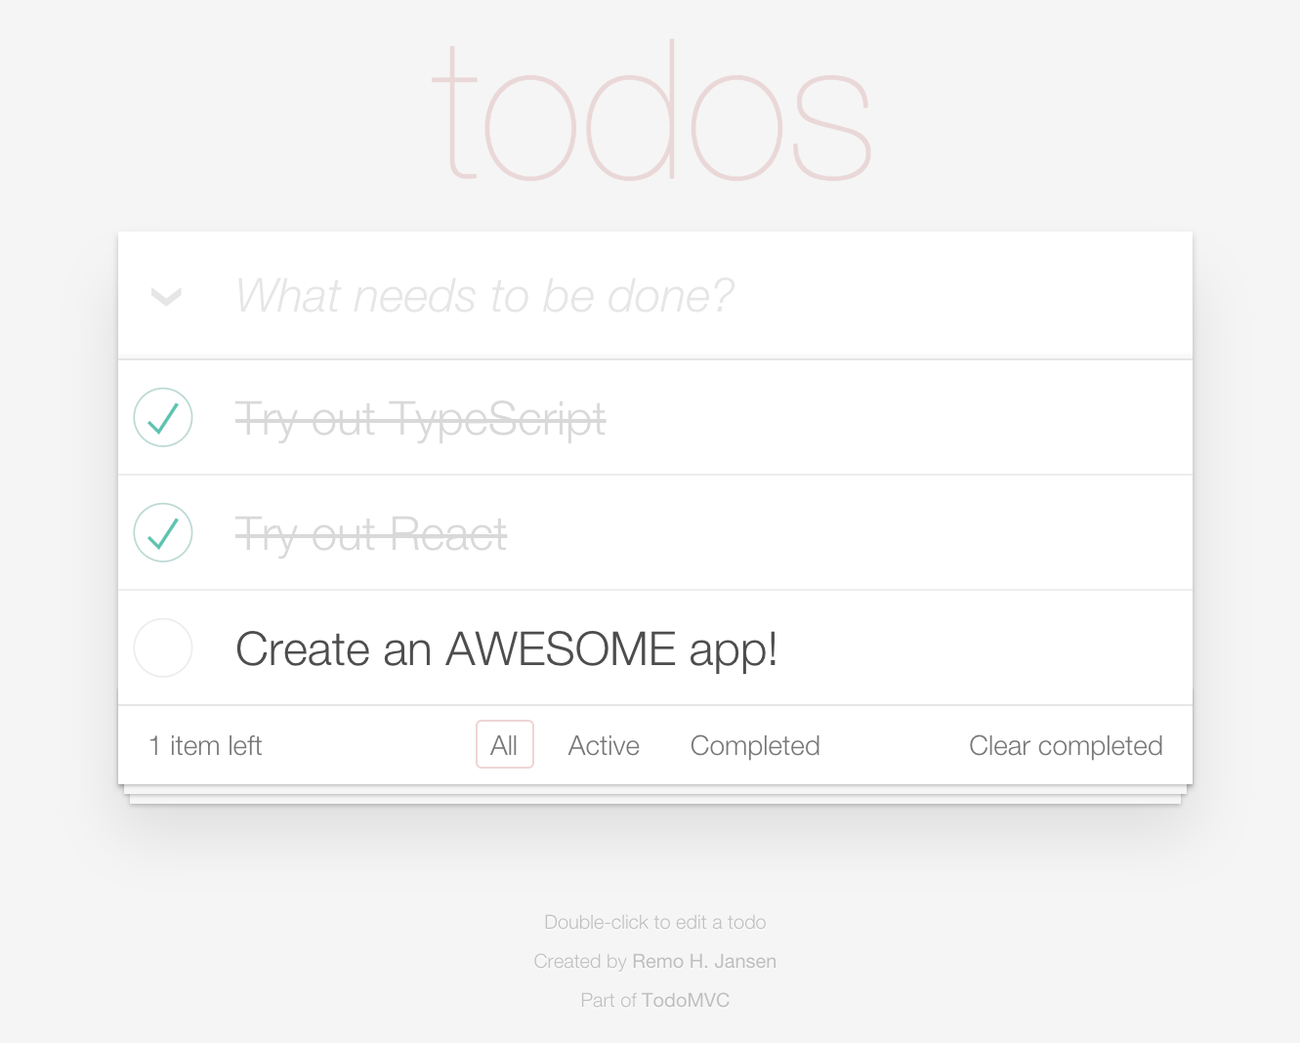 todos
What needs to be done?
Try out TypeScript
Try out React
Create an AWESOME app!
1 item left All Active Completed Clear completed
Double-click to edit a todo
Created by Remo H. Jansen
Part of TodoMVC